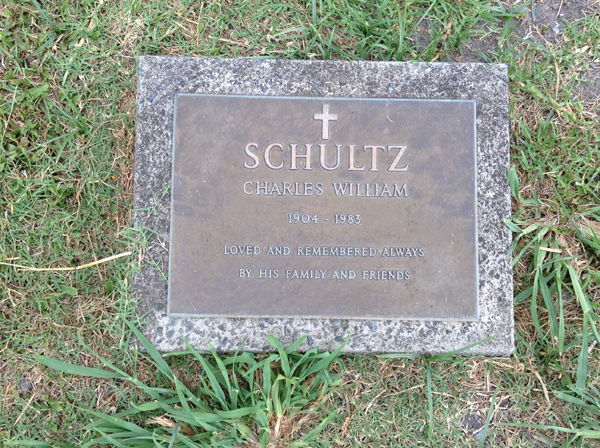 SCHULTZ
CHARLES WILLIAM
1904 - 1983
LOVED AND REMEMBERED ALWAYS
BY HIS FAMILY AND FRIENDS